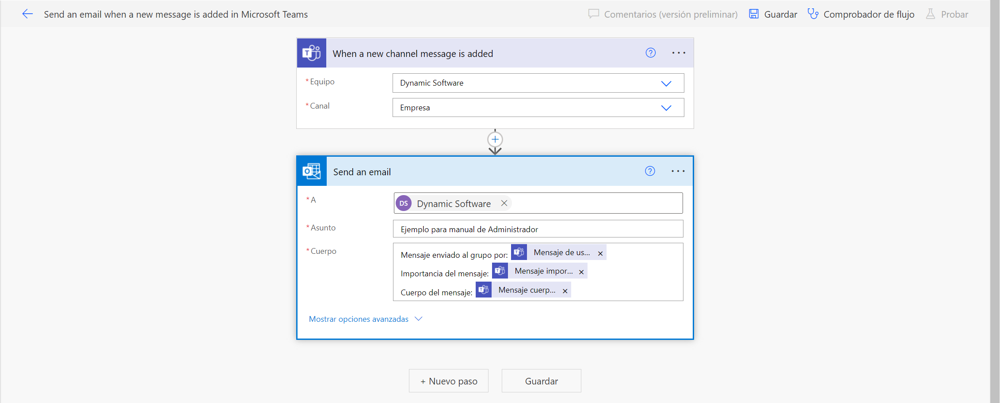 Send an email when a new message is added in Microsoft Teams
Comentarios (versión preliminar) Guardar Comprobador de flujo Probar
When a new channel message is added
* Equipo Dynamic Software
* Canal Empresa
Send an email
* A DS Dynamic Software
* Asunto Ejemplo para manual de Administrador
* Cuerpo Mensaje enviado al grupo por: Mensaje de us... ×
Importancia del mensaje: Mensaje impor... ×
Cuerpo del mensaje: Mensaje cuerp... ×
Mostrar opciones avanzadas
+ Nuevo paso Guardar